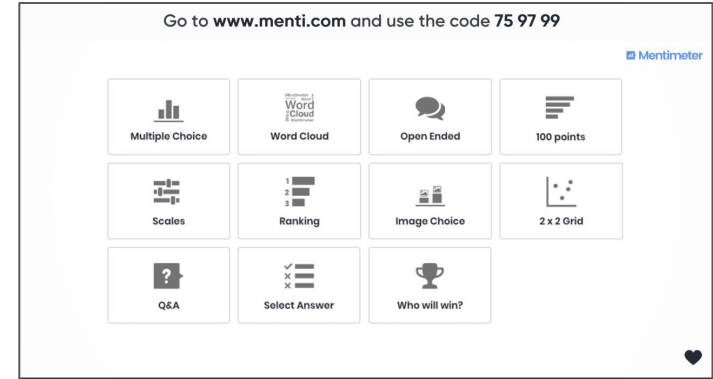 Go to www.menti.com and use the code 75 97 99
Mentimeter
Multiple Choice
Word
Cloud
Word Cloud
Open Ended
100 points
Scales
1
2
3
Ranking
Image Choice
2 x 2 Grid
?
Q&A
Select Answer
Who will win?